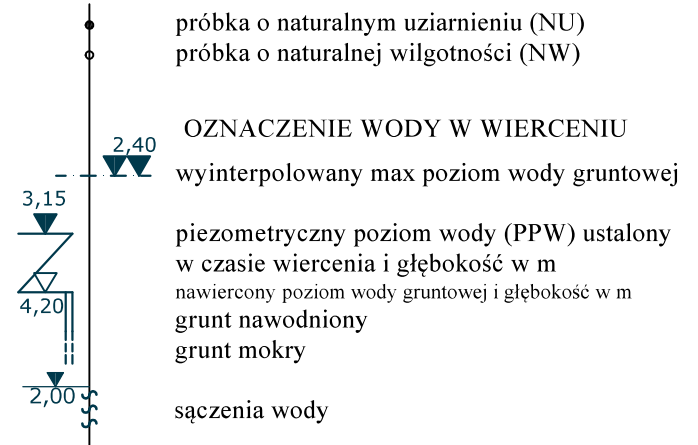 próbka o naturalnym uziarnieniu (NU)
próbka o naturalnej wilgotności (NW)
OZNACZENIE WODY W WIERCENIU
2,40
wyinterpolowany max poziom wody gruntowej
3,15
piezometryczny poziom wody (PPW) ustalony
w czasie wiercenia i głębokość w m
nawiercony poziom wody gruntowej i głębokość w m
4,20
grunt nawodniony
grunt mokry
2,00
sączenia wody